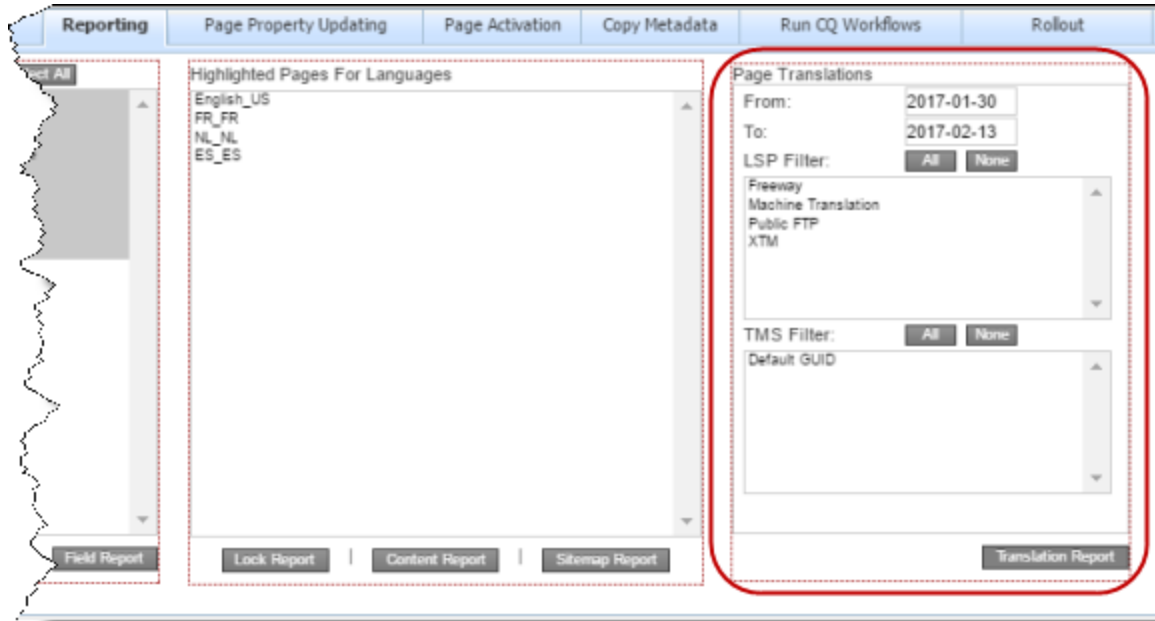 Reporting Page Property Updating Page Activation Copy Metadata Run CQ Workflows Rollout
All
Highlighted Pages For Languages
English_US
FR_FR
NL_NL
ES_ES
Field Report
Lock Report | Content Report | Sitemap Report
Page Translations
From: 2017-01-30
To: 2017-02-13
LSP Filter: All None
Freeway
Machine Translation
Public FTP
XTM
TMS Filter: All None
Default GUID
Translation Report